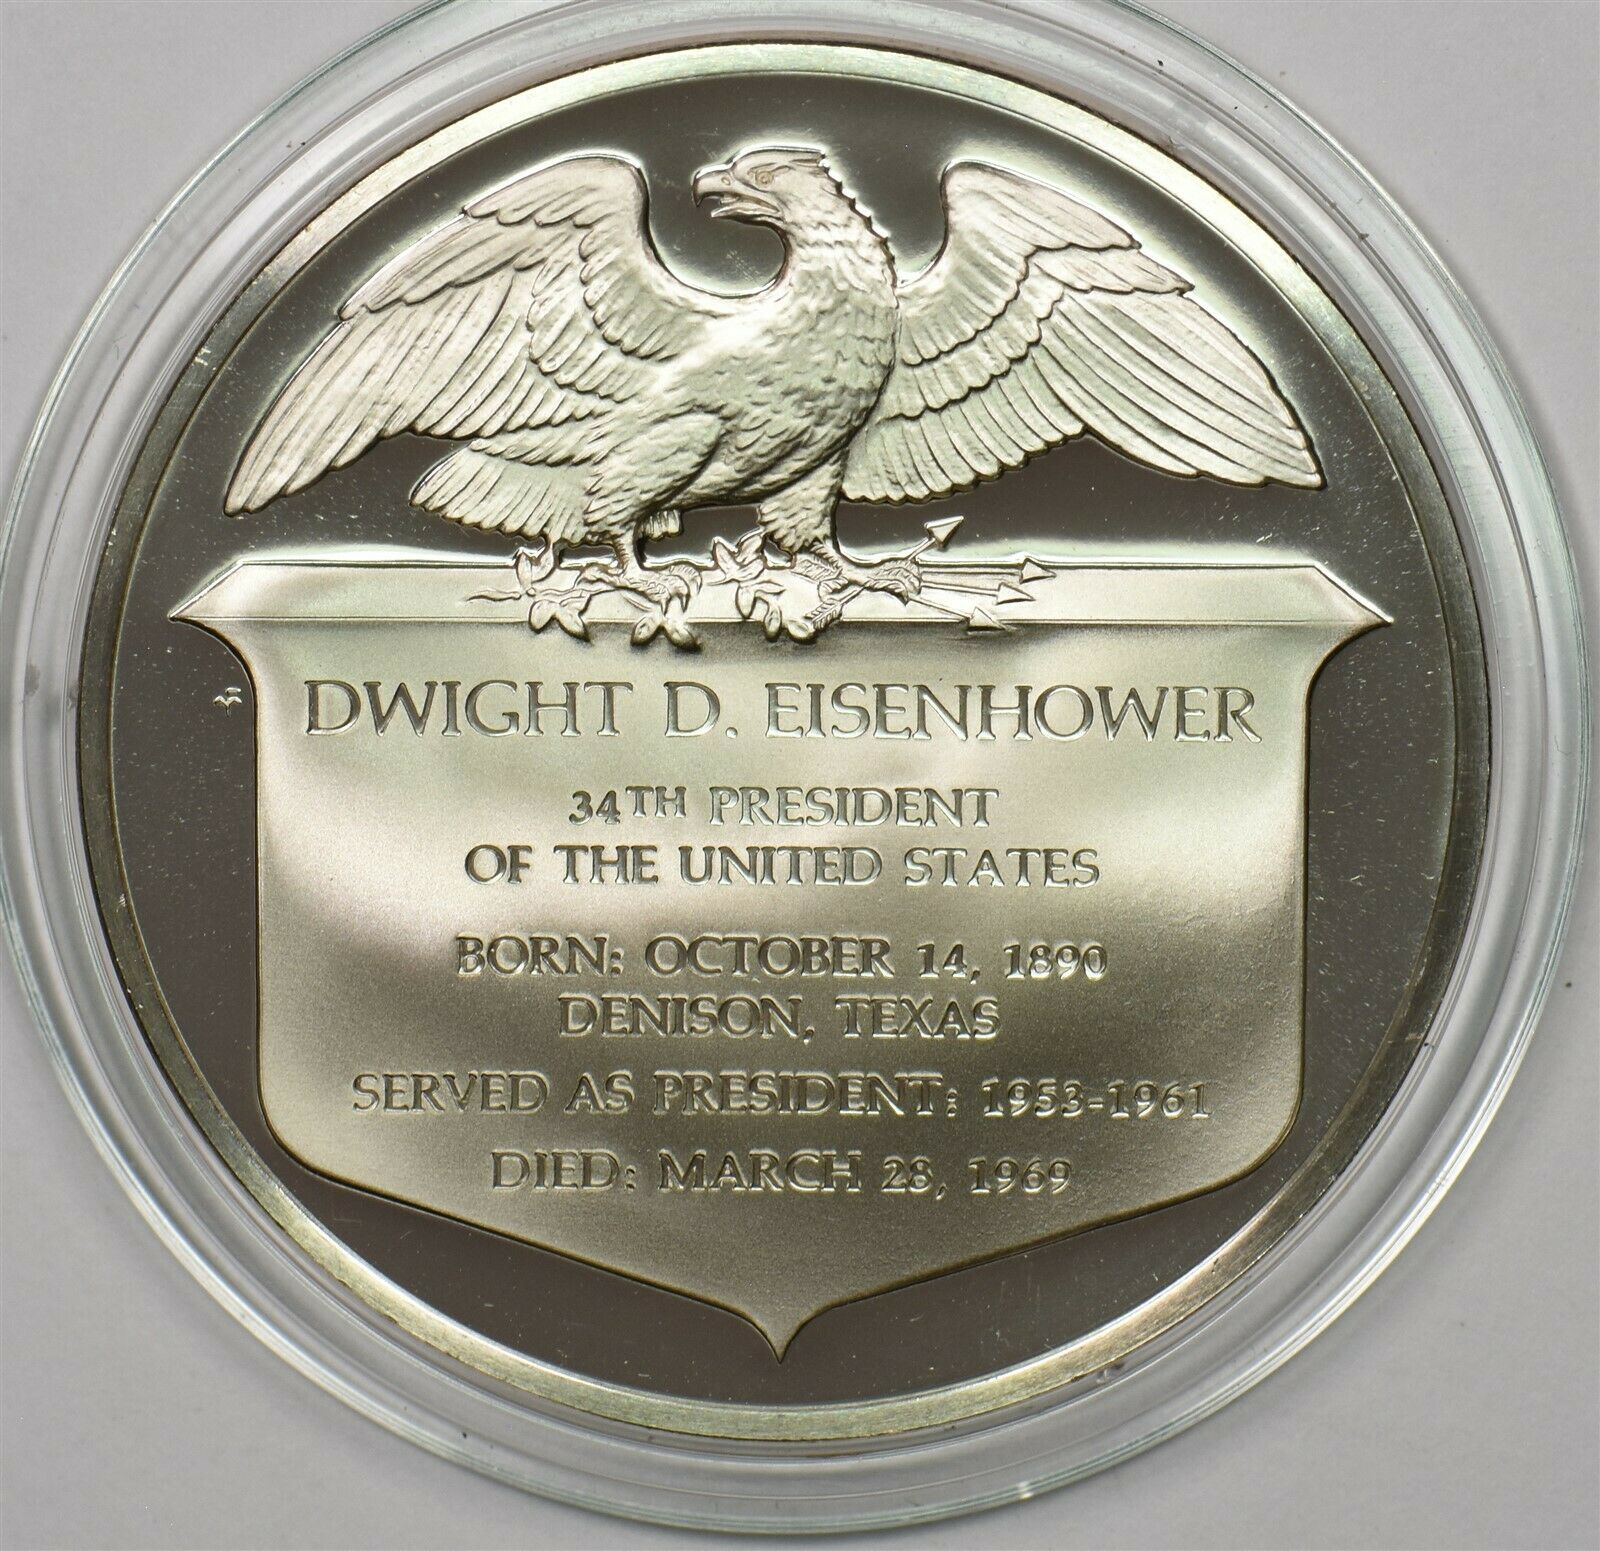 DWIGHT D. EISENHOWER
34TH PRESIDENT
OF THE UNITED STATES
BORN: OCTOBER 14, 1890
DENISON, TEXAS
SERVED AS PRESIDENT: 1953-1961
DIED: MARCH 28, 1969